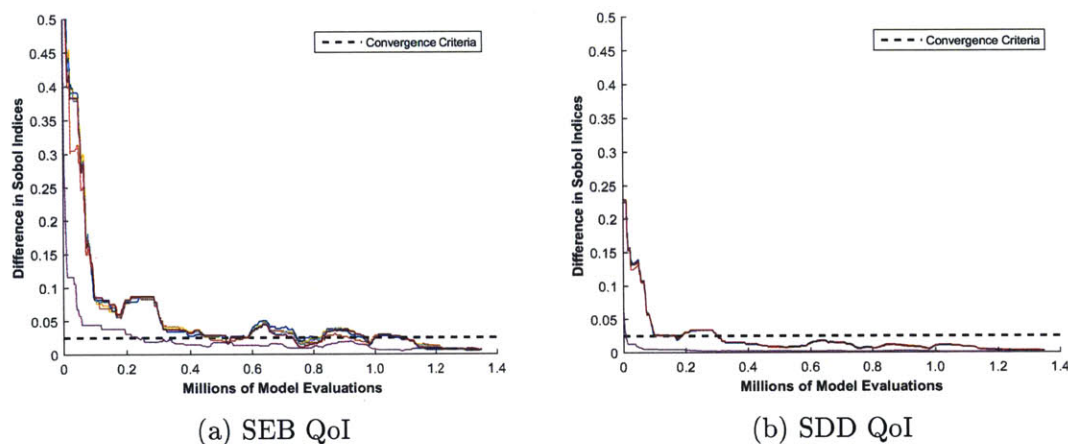 0.5
0.45
0.4
0.35
0.3
0.25
0.2
0.15
0.1
0.05
0
Difference in Sobol Indices
Convergence Criteria
0 0.2 0.4 0.6 0.8 1.0 1.2 1.4
Millions of Model Evaluations
(a) SEB QoI
0.5
0.45
0.4
0.35
0.3
0.25
0.2
0.15
0.1
0.05
0
Difference in Sobol Indices
Convergence Criteria
0 0.2 0.4 0.6 0.8 1.0 1.2 1.4
Millions of Model Evaluations
(b) SDD QoI